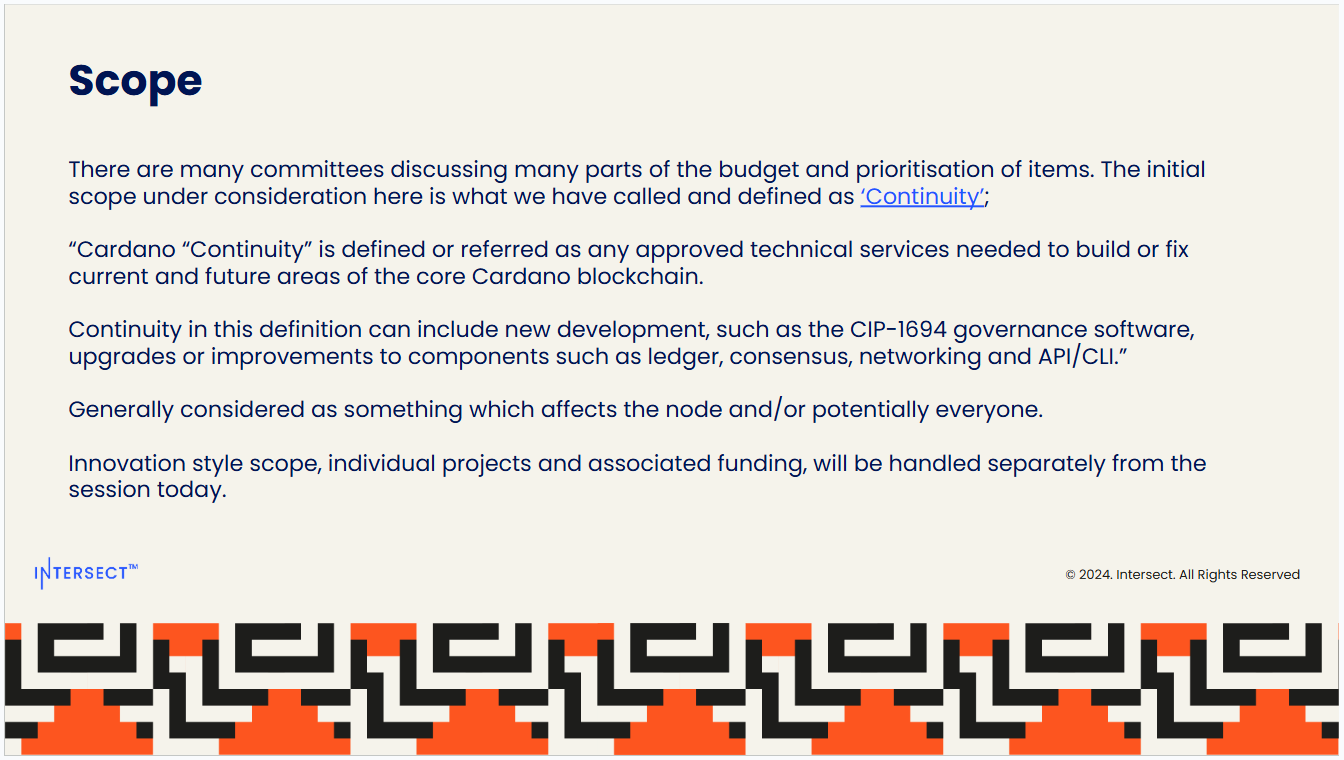 Scope
There are many committees discussing many parts of the budget and prioritisation of items. The initial
scope under consideration here is what we have called and defined as ‘Continuity’;
“Cardano “Continuity” is defined or referred as any approved technical services needed to build or fix
current and future areas of the core Cardano blockchain.
Continuity in this definition can include new development, such as the CIP-1694 governance software,
upgrades or improvements to components such as ledger, consensus, networking and API/CLI.”
Generally considered as something which affects the node and/or potentially everyone.
Innovation style scope, individual projects and associated funding, will be handled separately from the
session today.
INTERSECT™
© 2024. Intersect. All Rights Reserved